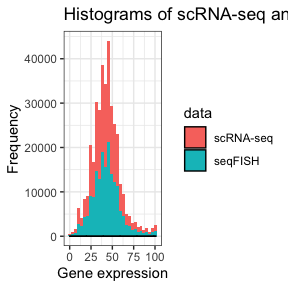 Histograms of scRNA-seq an
40000
30000
20000
10000
0
Frequency
0 25 50 75 100
Gene expression
data
scRNA-seq
seqFISH